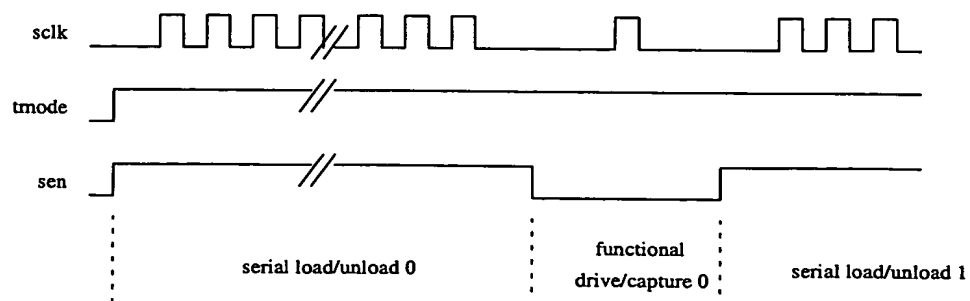 sclk
tmode
sen
serial load/unload 0
functional
drive/capture 0
serial load/unload 1